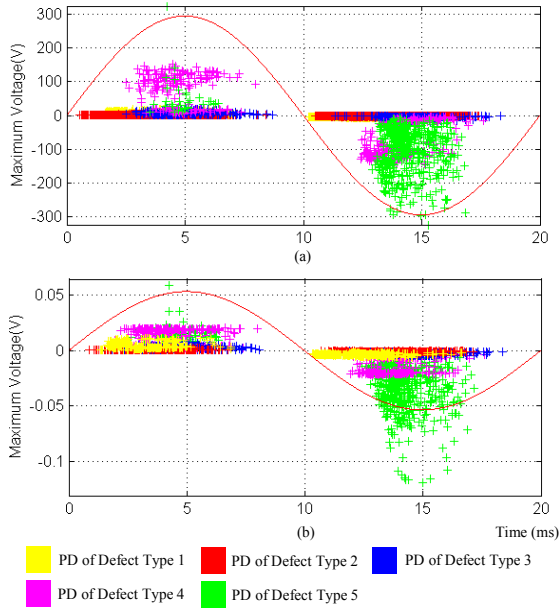 300
200
100
0
-100
-200
-300
Maximum Voltage(V)
0 5 10 15 20
(a)
0.05
0
-0.05
-0.1
Maximum Voltage(V)
0 5 10 15 20
(b) Time (ms)
PD of Defect Type 1 PD of Defect Type 2 PD of Defect Type 3
PD of Defect Type 4 PD of Defect Type 5